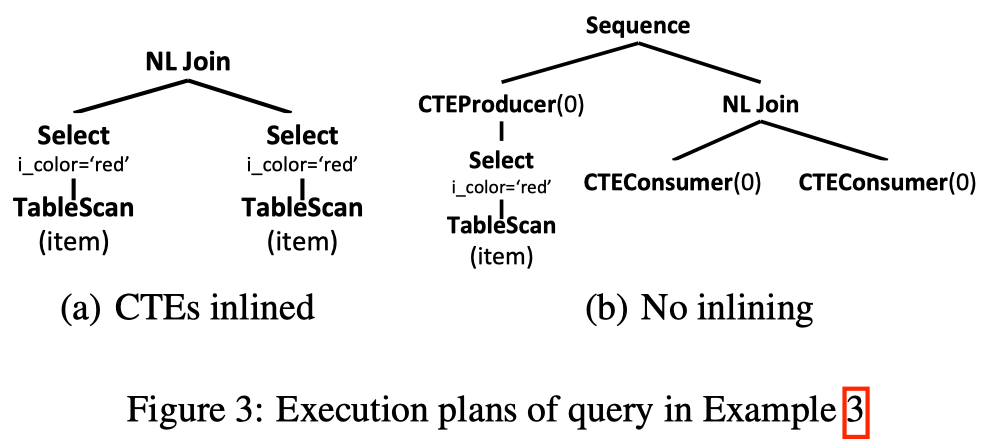 NL Join
Select
i_color=‘red’
TableScan
(item)
Select
i_color=‘red’
TableScan
(item)
(a) CTEs inlined
Sequence
CTEProducer(0)
Select
i_color=‘red’
TableScan
(item)
NL Join
CTEConsumer(0)
CTEConsumer(0)
(b) No inlining
Figure 3: Execution plans of query in Example 3